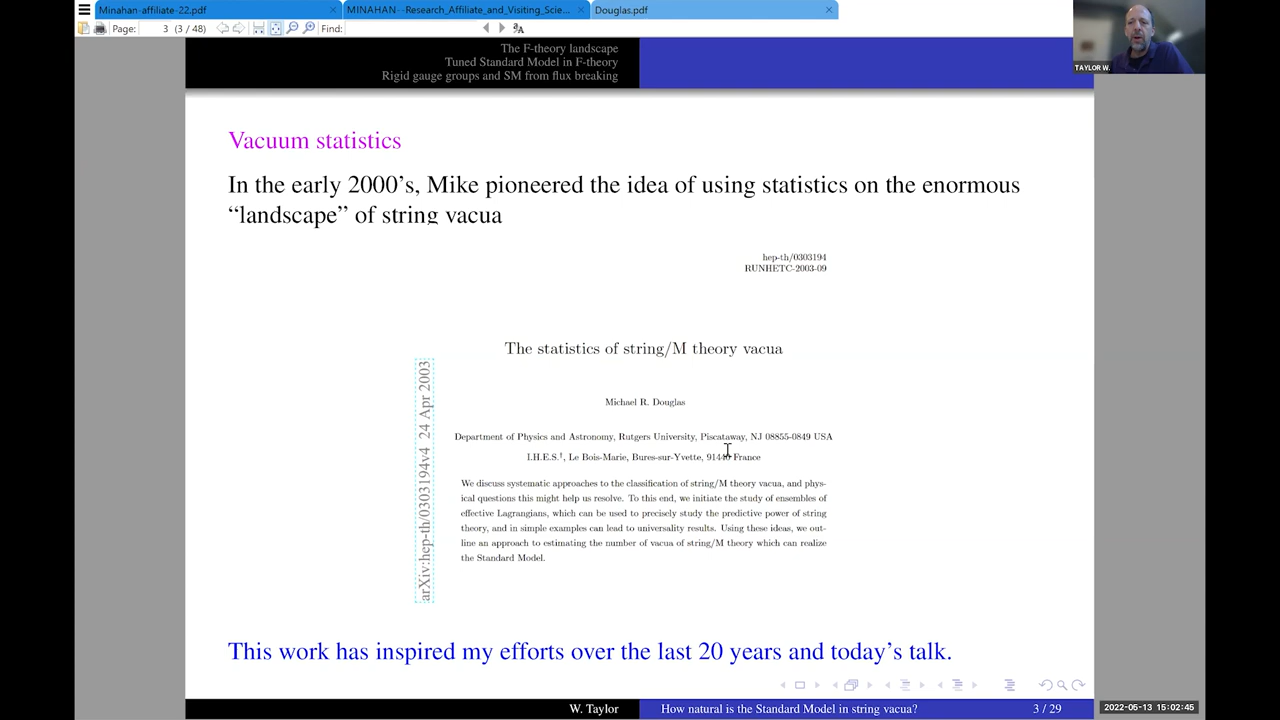 Minahan-affiliate-22.pdf
MINAHAN--Research_Affiliate_and_Visiting_Scie...
Douglas.pdf
Page: 3 (3 / 48)
Find:
The F-theory landscape
Tuned Standard Model in F-theory
Rigid gauge groups and SM from flux breaking
TAYLOR W.
Vacuum statistics
In the early 2000's, Mike pioneered the idea of using statistics on the enormous
“landscape” of string vacua
hep-th/0303194
RUNHETC-2003-09
The statistics of string/M theory vacua
arXiv:hep-th/0303194v4 24 Apr 2003
Michael R. Douglas
Department of Physics and Astronomy, Rutgers University, Piscataway, NJ 08855-0849 USA
I.H.E.S.†, Le Bois-Marie, Bures-sur-Yvette, France
We discuss systematic approaches to the classification of string/M theory vacua, and phys-
ical questions this might help us resolve. To this end, we initiate the study of ensembles of
effective Lagrangians, which can be used to precisely study the predictive power of string
theory, and in simple examples can lead to universality results. Using these ideas, we out-
line an approach to estimating the number of vacua of string/M theory which can realize
the Standard Model.
This work has inspired my efforts over the last 20 years and today's talk.
W. Taylor
How natural is the Standard Model in string vacua?
3 / 29
2022-05-13 15:02:45